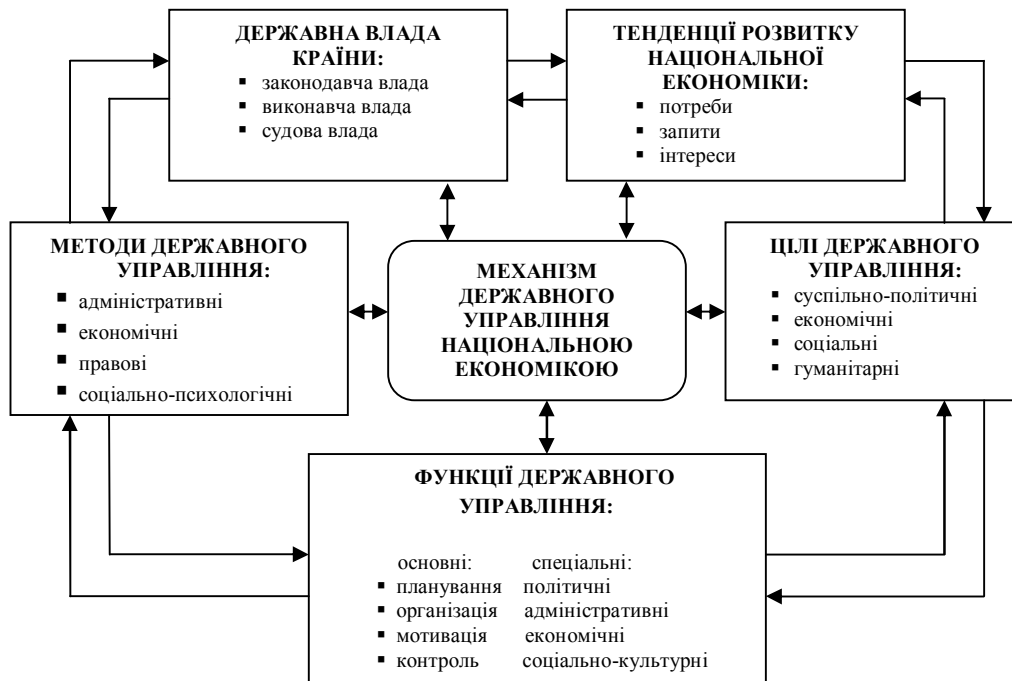 ДЕРЖАВНА ВЛАДА
КРАЇНИ:
▪ законодавча влада
▪ виконавча влада
▪ судова влада
ТЕНДЕНЦІЇ РОЗВИТКУ
НАЦІОНАЛЬНОЇ
ЕКОНОМІКИ:
▪ потреби
▪ запити
▪ інтереси
МЕТОДИ ДЕРЖАВНОГО
УПРАВЛІННЯ:
▪ адміністративні
▪ економічні
▪ правові
▪ соціально-психологічні
МЕХАНІЗМ
ДЕРЖАВНОГО
УПРАВЛІННЯ
НАЦІОНАЛЬНОЮ
ЕКОНОМІКОЮ
ЦІЛІ ДЕРЖАВНОГО
УПРАВЛІННЯ:
▪ суспільно-політичні
▪ економічні
▪ соціальні
▪ гуманітарні
ФУНКЦІЇ ДЕРЖАВНОГО
УПРАВЛІННЯ:
основні: спеціальні:
▪ планування політичні
▪ організація адміністративні
▪ мотивація економічні
▪ контроль соціально-культурні